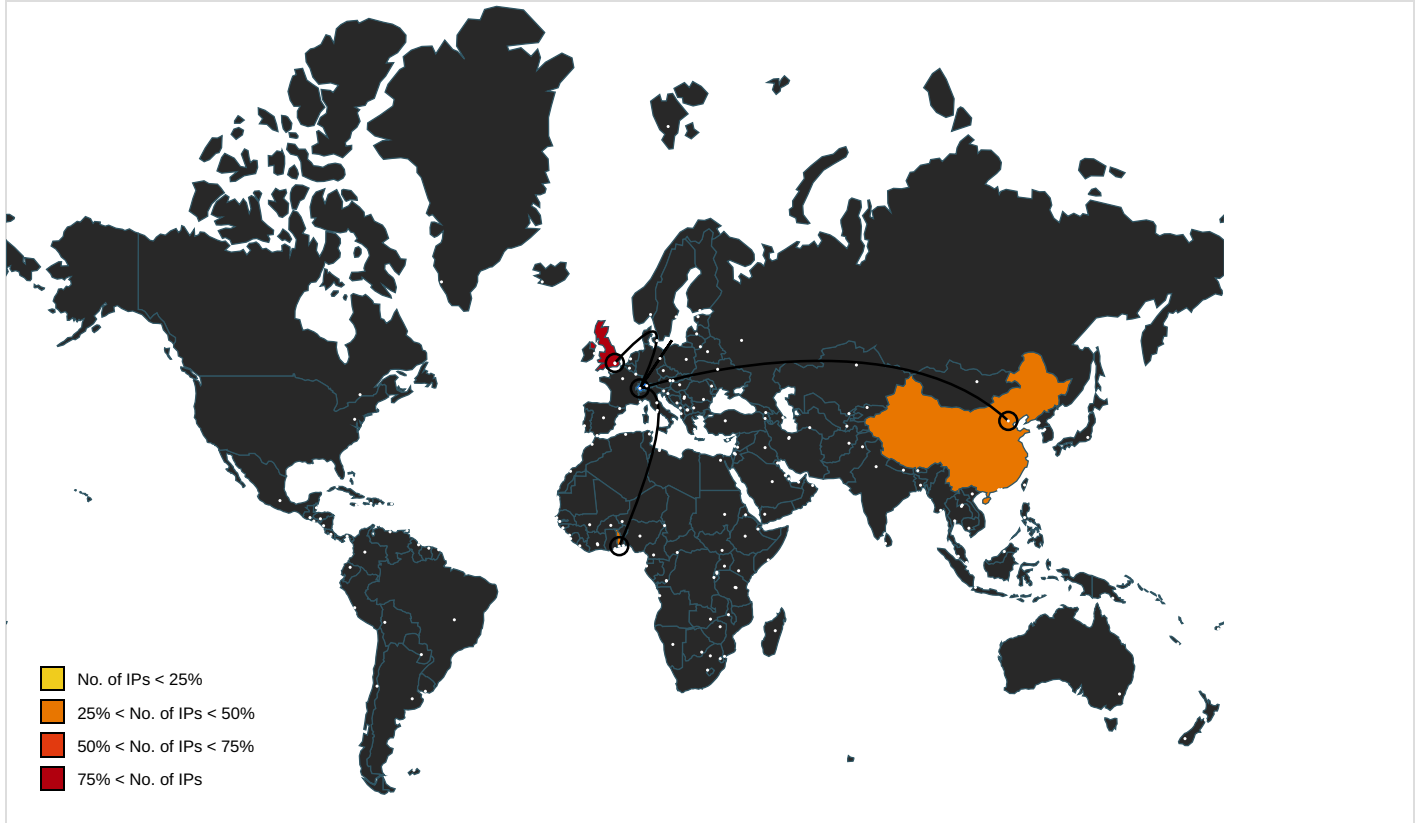 No. of IPs < 25%
25% < No. of IPs < 50%
50% < No. of IPs < 75%
75% < No. of IPs